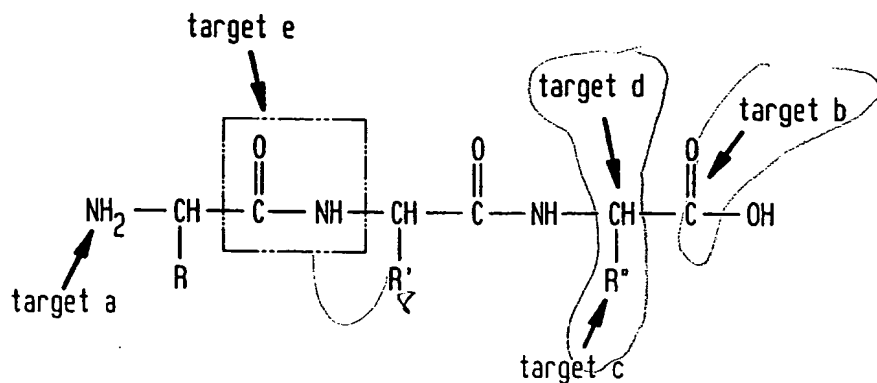 target e
target d
target b
O O O
NH₂ — CH — C — NH — CH — C — NH — CH — C — OH
R R' R"
target a
target c